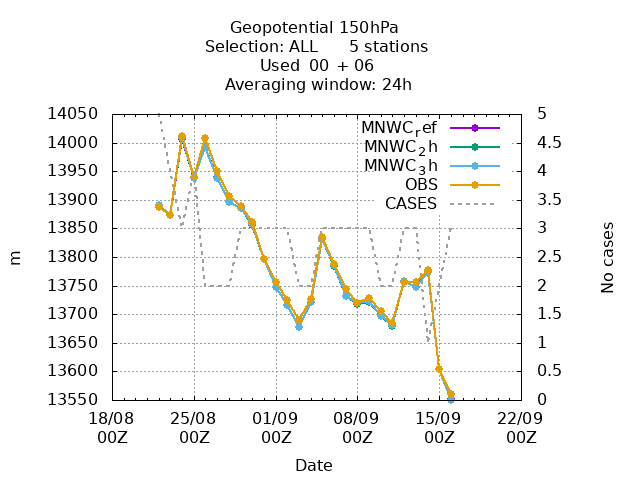 Geopotential 150hPa
Selection: ALL 5 stations
Used 00 + 06
Averaging window: 24h
14050
14000
13950
13900
13850
13800
13750
13700
13650
13600
13550
m
5
4.5
4
3.5
3
2.5
2
1.5
1
0.5
0
No cases
MNWCref
MNWC2h
MNWC3h
OBS
CASES
18/08 25/08 01/09 08/09 15/09 22/09
00Z 00Z 00Z 00Z 00Z 00Z
Date